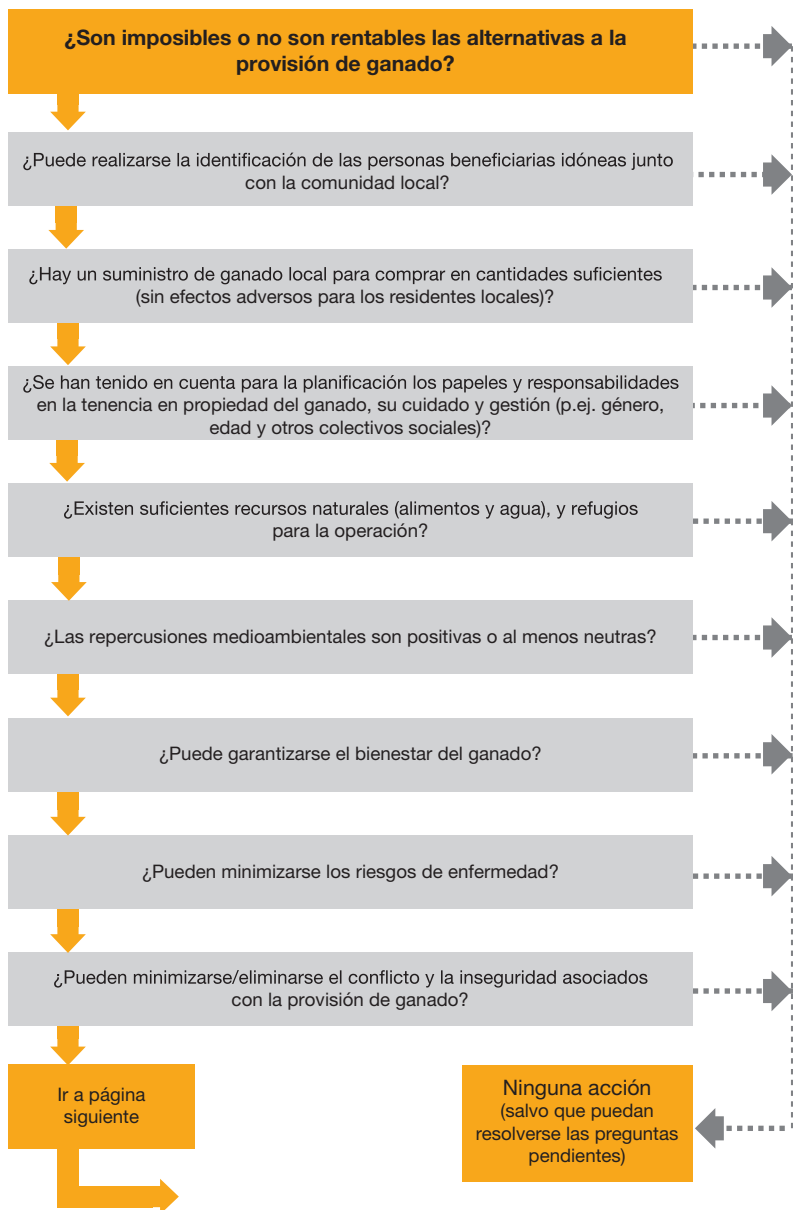 ¿Son imposibles o no son rentables las alternativas a la
provisión de ganado?
¿Puede realizarse la identificación de las personas beneficiarias idóneas junto
con la comunidad local?
¿Hay un suministro de ganado local para comprar en cantidades suficientes
(sin efectos adversos para los residentes locales)?
¿Se han tenido en cuenta para la planificación los papeles y responsabilidades
en la tenencia en propiedad del ganado, su cuidado y gestión (p.ej. género,
edad y otros colectivos sociales)?
¿Existen suficientes recursos naturales (alimentos y agua), y refugios
para la operación?
¿Las repercusiones medioambientales son positivas o al menos neutras?
¿Puede garantizarse el bienestar del ganado?
¿Pueden minimizarse los riesgos de enfermedad?
¿Pueden minimizarse/eliminarse el conflicto y la inseguridad asociados
con la provisión de ganado?
Ir a página
siguiente
Ninguna acción
(salvo que puedan
resolverse las preguntas
pendientes)